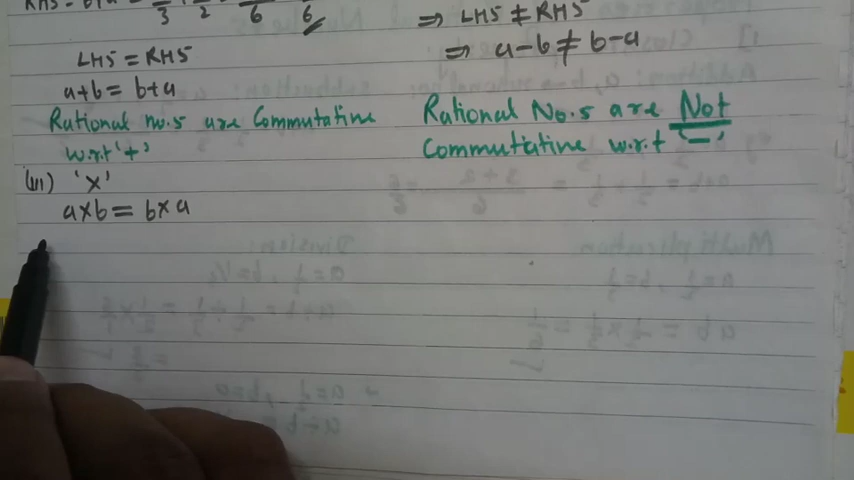 LHS = RHS
a+b = b+a
Rational no.s are Commutative
w.r.t '+'
(iii) 'x'
a×b = b×a
⇒ LHS ≠ RHS
⇒ a-b ≠ b-a
Rational No.s are Not
Commutative w.r.t '-'